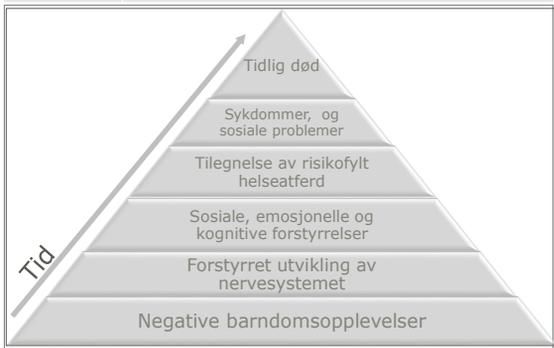 Tidlig død
Sykdommer, og
sosiale problemer
Tilegnelse av risikofylt
helseatferd
Sosiale, emosjonelle og
kognitive forstyrrelser
Forstyrret utvikling av
nervesystemet
Negative barndomsopplevelser
Tid